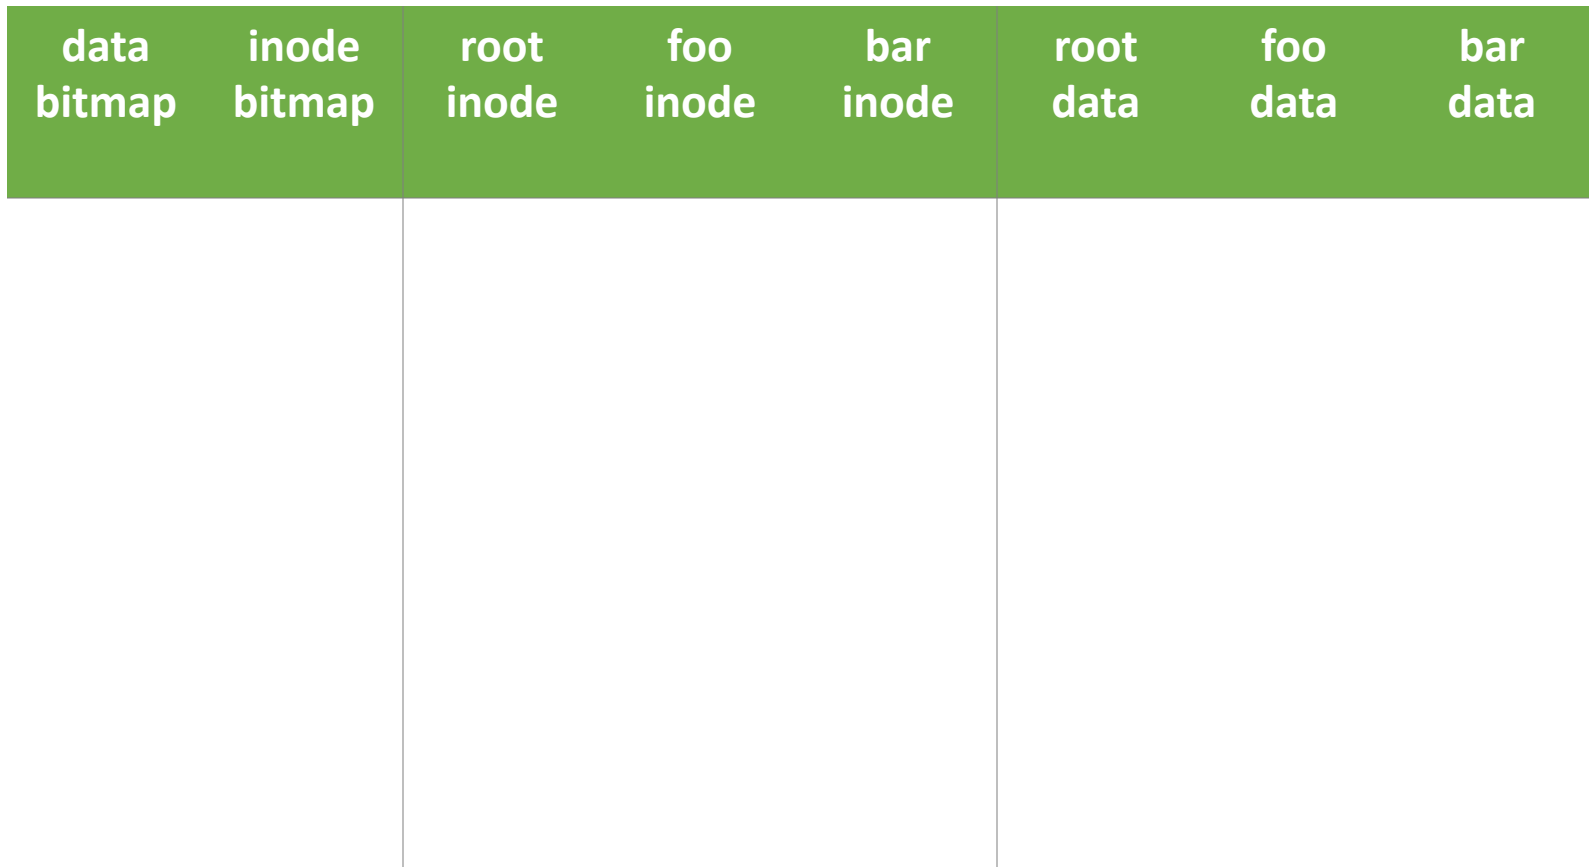 data inode root foo bar root foo bar
bitmap bitmap inode inode inode data data data